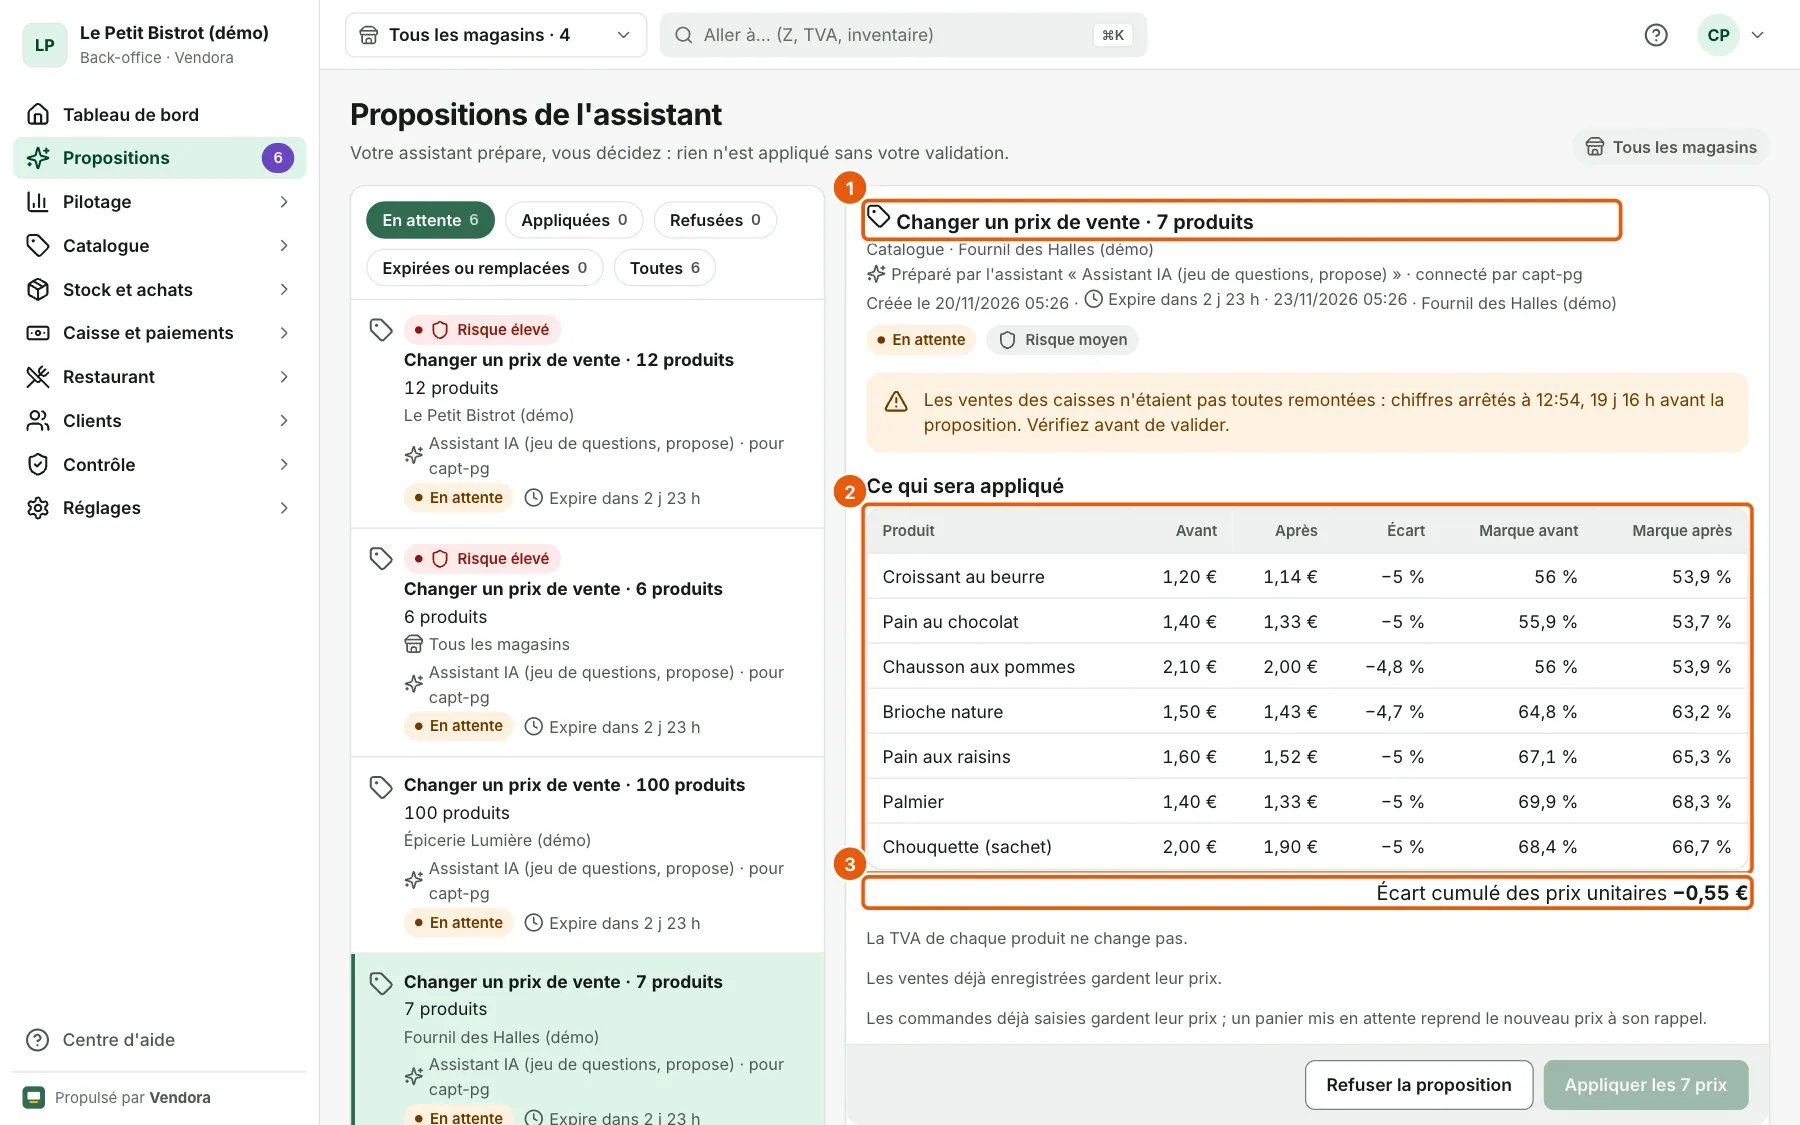 LP
Le Petit Bistrot (démo)
Back-office · Vendora
Tableau de bord
Propositions 6
Pilotage
Catalogue
Stock et achats
Caisse et paiements
Restaurant
Clients
Contrôle
Réglages
Centre d'aide
Propulsé par Vendora
Tous les magasins · 4
Aller à... (Z, TVA, inventaire) ⌘K
CP
Propositions de l'assistant
Votre assistant prépare, vous décidez : rien n'est appliqué sans votre validation.
Tous les magasins
En attente 6
Appliquées 0
Refusées 0
Expirées ou remplacées 0
Toutes 6
Risque élevé
Changer un prix de vente · 12 produits
12 produits
Le Petit Bistrot (démo)
Assistant IA (jeu de questions, propose) · pour
capt-pg
En attente Expire dans 2 j 23 h
Risque élevé
Changer un prix de vente · 6 produits
6 produits
Tous les magasins
Assistant IA (jeu de questions, propose) · pour
capt-pg
En attente Expire dans 2 j 23 h
Changer un prix de vente · 100 produits
100 produits
Épicerie Lumière (démo)
Assistant IA (jeu de questions, propose) · pour
capt-pg
En attente Expire dans 2 j 23 h
Changer un prix de vente · 7 produits
7 produits
Fournil des Halles (démo)
Assistant IA (jeu de questions, propose) · pour
capt-pg
En attente Expire dans 2 j 23 h
1
Changer un prix de vente · 7 produits
Catalogue · Fournil des Halles (démo)
Préparé par l'assistant « Assistant IA (jeu de questions, propose) » · connecté par capt-pg
Créée le 20/11/2026 05:26 · Expire dans 2 j 23 h · 23/11/2026 05:26 · Fournil des Halles (démo)
En attente Risque moyen
Les ventes des caisses n'étaient pas toutes remontées : chiffres arrêtés à 12:54, 19 j 16 h avant la
proposition. Vérifiez avant de valider.
2
Ce qui sera appliqué
Produit Avant Après Écart Marque avant Marque après
Croissant au beurre 1,20 € 1,14 € −5 % 56 % 53,9 %
Pain au chocolat 1,40 € 1,33 € −5 % 55,9 % 53,7 %
Chausson aux pommes 2,10 € 2,00 € −4,8 % 56 % 53,9 %
Brioche nature 1,50 € 1,43 € −4,7 % 64,8 % 63,2 %
Pain aux raisins 1,60 € 1,52 € −5 % 67,1 % 65,3 %
Palmier 1,40 € 1,33 € −5 % 69,9 % 68,3 %
Chouquette (sachet) 2,00 € 1,90 € −5 % 68,4 % 66,7 %
3
Écart cumulé des prix unitaires −0,55 €
La TVA de chaque produit ne change pas.
Les ventes déjà enregistrées gardent leur prix.
Les commandes déjà saisies gardent leur prix ; un panier mis en attente reprend le nouveau prix à son rappel.
Refuser la proposition
Appliquer les 7 prix